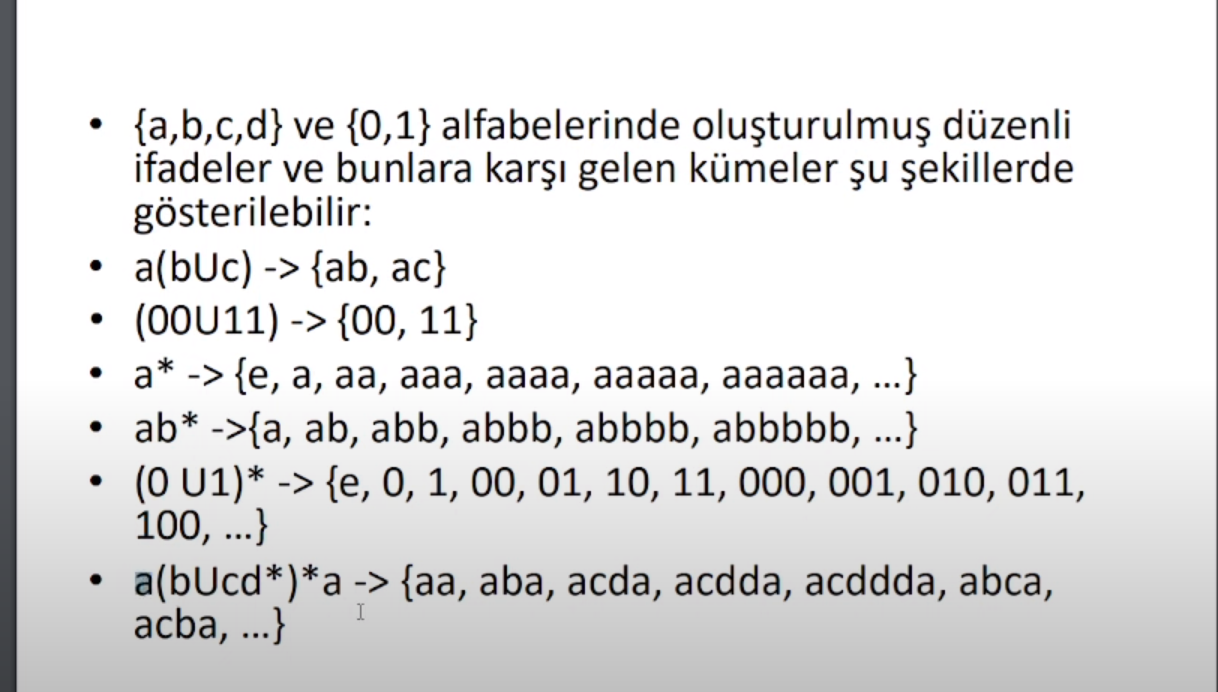 • {a,b,c,d} ve {0,1} alfabelerinde oluşturulmuş düzenli
ifadeler ve bunlara karşı gelen kümeler şu şekillerde
gösterilebilir:
• a(bUc) -> {ab, ac}
• (00U11) -> {00, 11}
• a* -> {e, a, aa, aaa, aaaa, aaaaa, aaaaaa, ...}
• ab* ->{a, ab, abb, abbb, abbbb, abbbbb, ...}
• (0 U1)* -> {e, 0, 1, 00, 01, 10, 11, 000, 001, 010, 011,
100, ...}
• a(bUcd*)*a -> {aa, aba, acda, acdda, acddda, abca,
acba, ...}